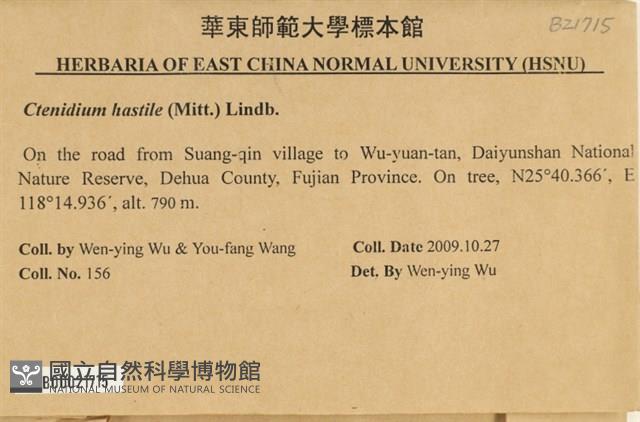 華東師範大學標本館
B21715
HERBARIA OF EAST CHINA NORMAL UNIVERSITY (HSNU)
Ctenidium hastile (Mitt.) Lindb.
On the road from Suang-qin village to Wu-yuan-tan, Daiyunshan National
Nature Reserve, Dehua County, Fujian Province. On tree, N25°40.366´, E
118°14.936´, alt. 790 m.
Coll. by Wen-ying Wu & You-fang Wang
Coll. Date 2009.10.27
Coll. No. 156
Det. By Wen-ying Wu
國立自然科學博物館
NATIONAL MUSEUM OF NATURAL SCIENCE